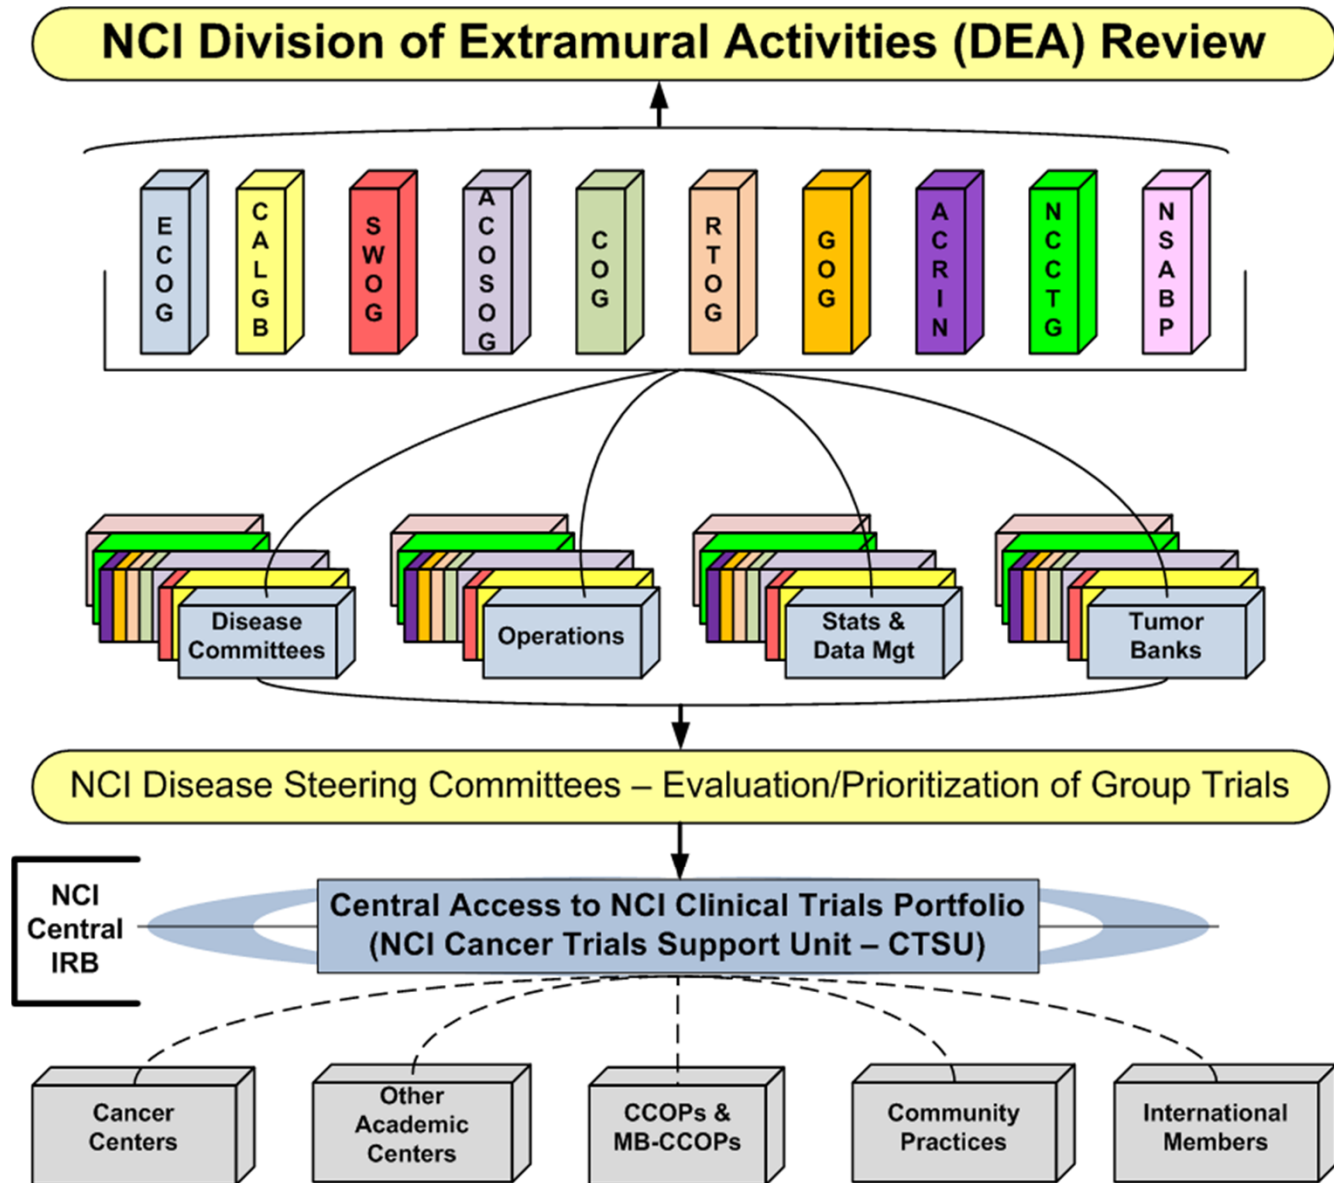 NCI Division of Extramural Activities (DEA) Review
ECOG
CALGB
SWOG
ACOSOG
COG
RTOG
GOG
ACRIN
NCCTG
NSABP
Disease
Committees
Operations
Stats &
Data Mgt
Tumor
Banks
NCI Disease Steering Committees – Evaluation/Prioritization of Group Trials
NCI
Central
IRB
Central Access to NCI Clinical Trials Portfolio
(NCI Cancer Trials Support Unit – CTSU)
Cancer
Centers
Other
Academic
Centers
CCOPs &
MB-CCOPs
Community
Practices
International
Members